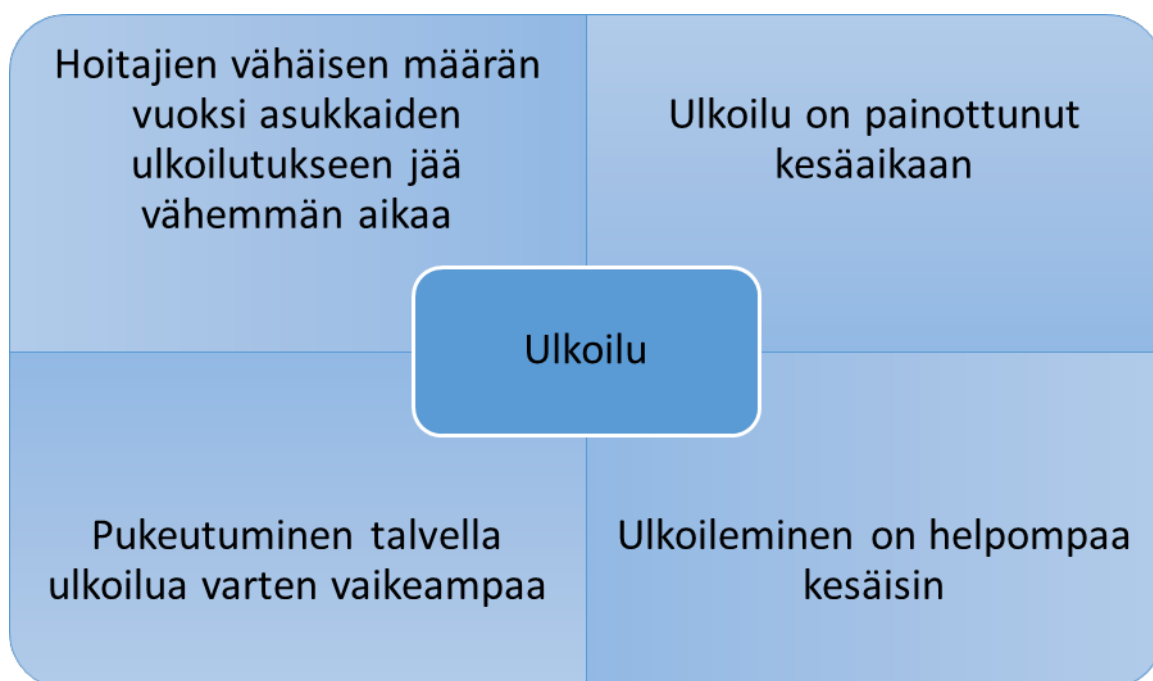 Hoitajien vähäisen määrän
vuoksi asukkaiden
ulkoilutukseen jää
vähemmän aikaa
Ulkoilu on painottunut
kesäaikaan
Ulkoilu
Pukeutuminen talvella
ulkoilua varten vaikeampaa
Ulkoileminen on helpompaa
kesäisin